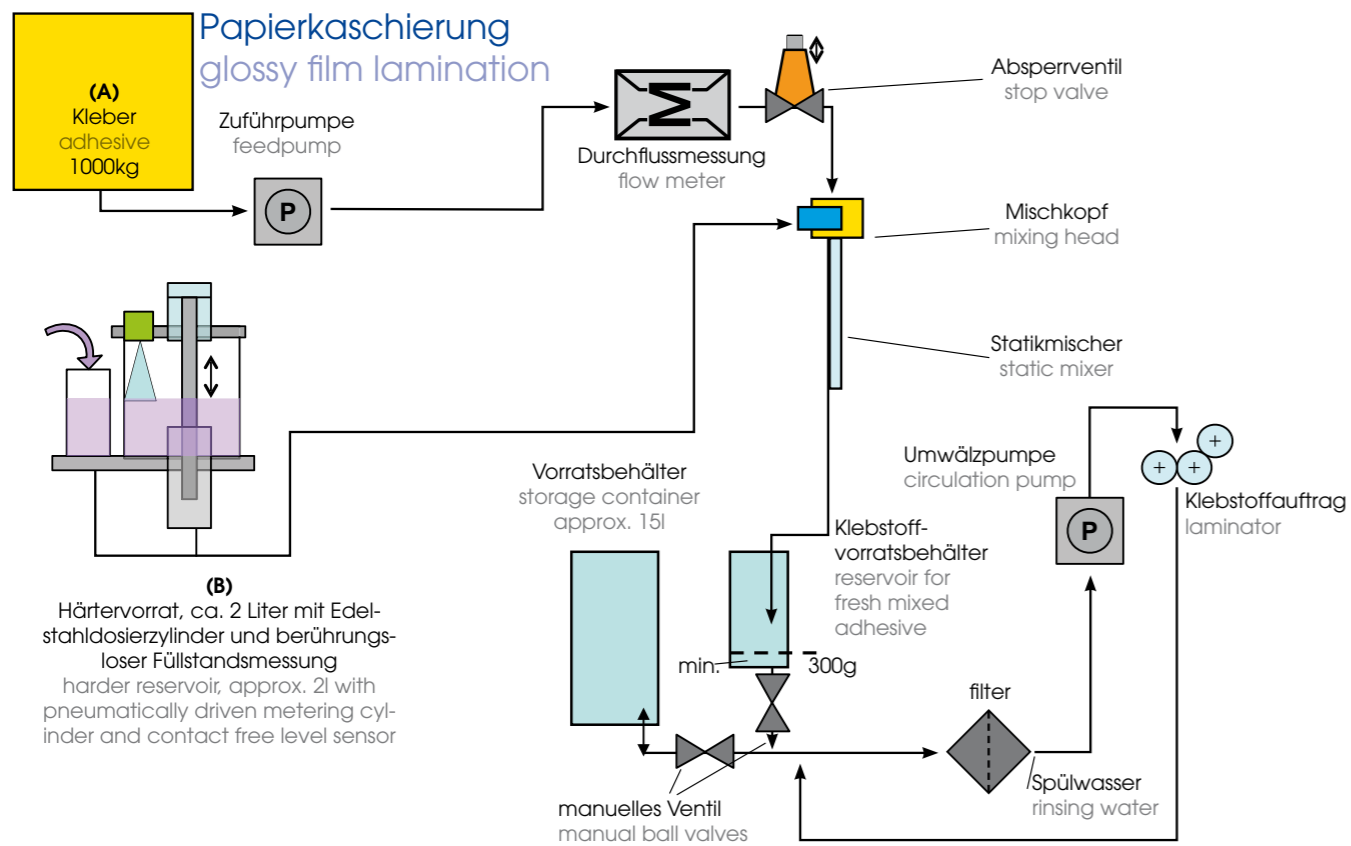 Papierkaschierung
glossy film lamination
(A)
Kleber
adhesive
1000kg
Zuführpumpe
feedpump
P
Durchflussmessung
flow meter
M
Absperrventil
stop valve
Mischkopf
mixing head
Statikmischer
static mixer
(B)
Härtervorrat, ca. 2 Liter mit Edel-
stahldosierzylinder und berührungs-
loser Füllstandsmessung
harder reservoir, approx. 2l with
pneumatically driven metering cyl-
inder and contact free level sensor
Vorratsbehälter
storage container
approx. 15l
Klebstoff-
vorratsbehälter
reservoir for
fresh mixed
adhesive
min.
300g
Umwälzpumpe
circulation pump
P
+ + +
Klebstoffauftrag
laminator
filter
Spülwasser
rinsing water
manuelles Ventil
manual ball valves